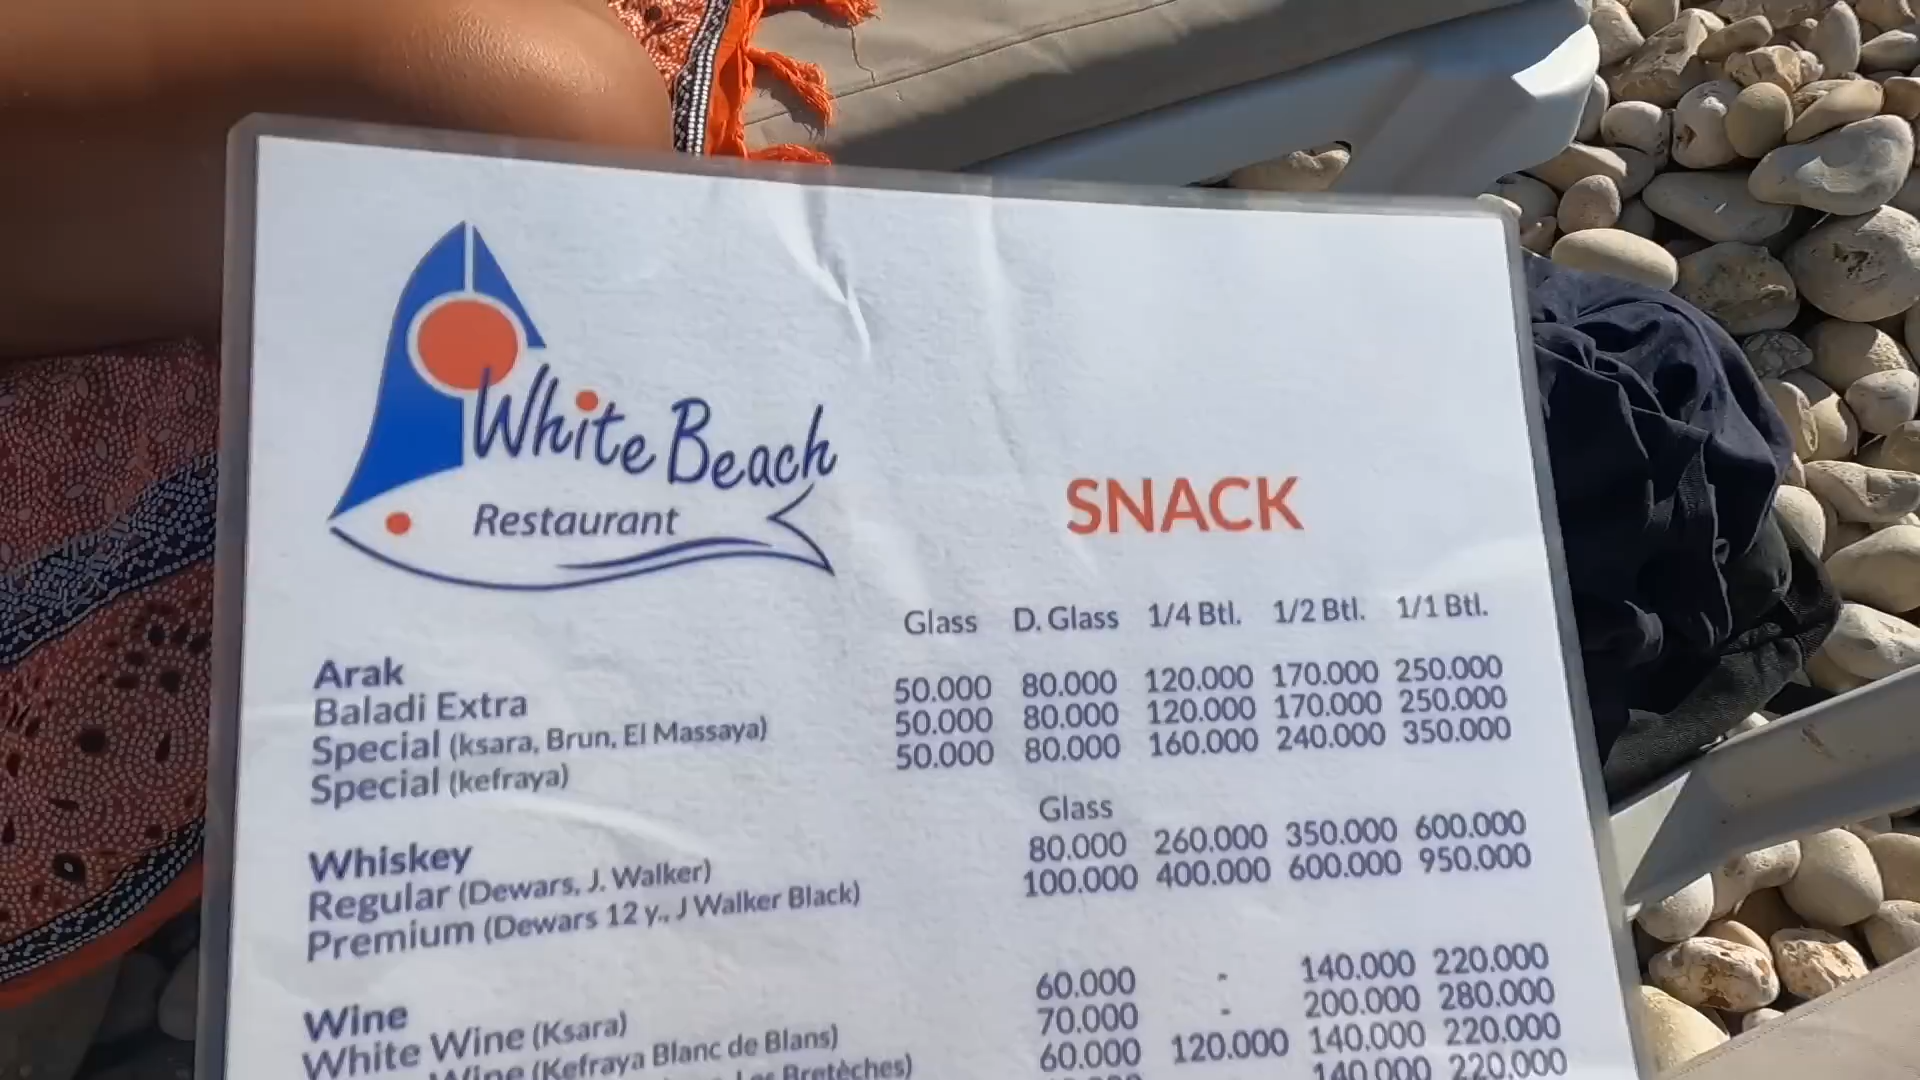 White Beach
Restaurant
SNACK
Glass D. Glass 1/4 Btl. 1/2 Btl. 1/1 Btl.
Arak
Baladi Extra 50.000 80.000 120.000 170.000 250.000
Special (ksara, Brun, El Massaya) 50.000 80.000 120.000 170.000 250.000
Special (kefraya) 50.000 80.000 160.000 240.000 350.000
Glass
Whiskey
Regular (Dewars, J. Walker) 80.000 260.000 350.000 600.000
Premium (Dewars 12 y., J Walker Black) 100.000 400.000 600.000 950.000
Wine
White Wine (Ksara) 60.000 - 140.000 220.000
Wine (Kefraya Blanc de Blans) 70.000 - 200.000 280.000
Bretèches) 60.000 120.000 140.000 220.000
140.000 220.000